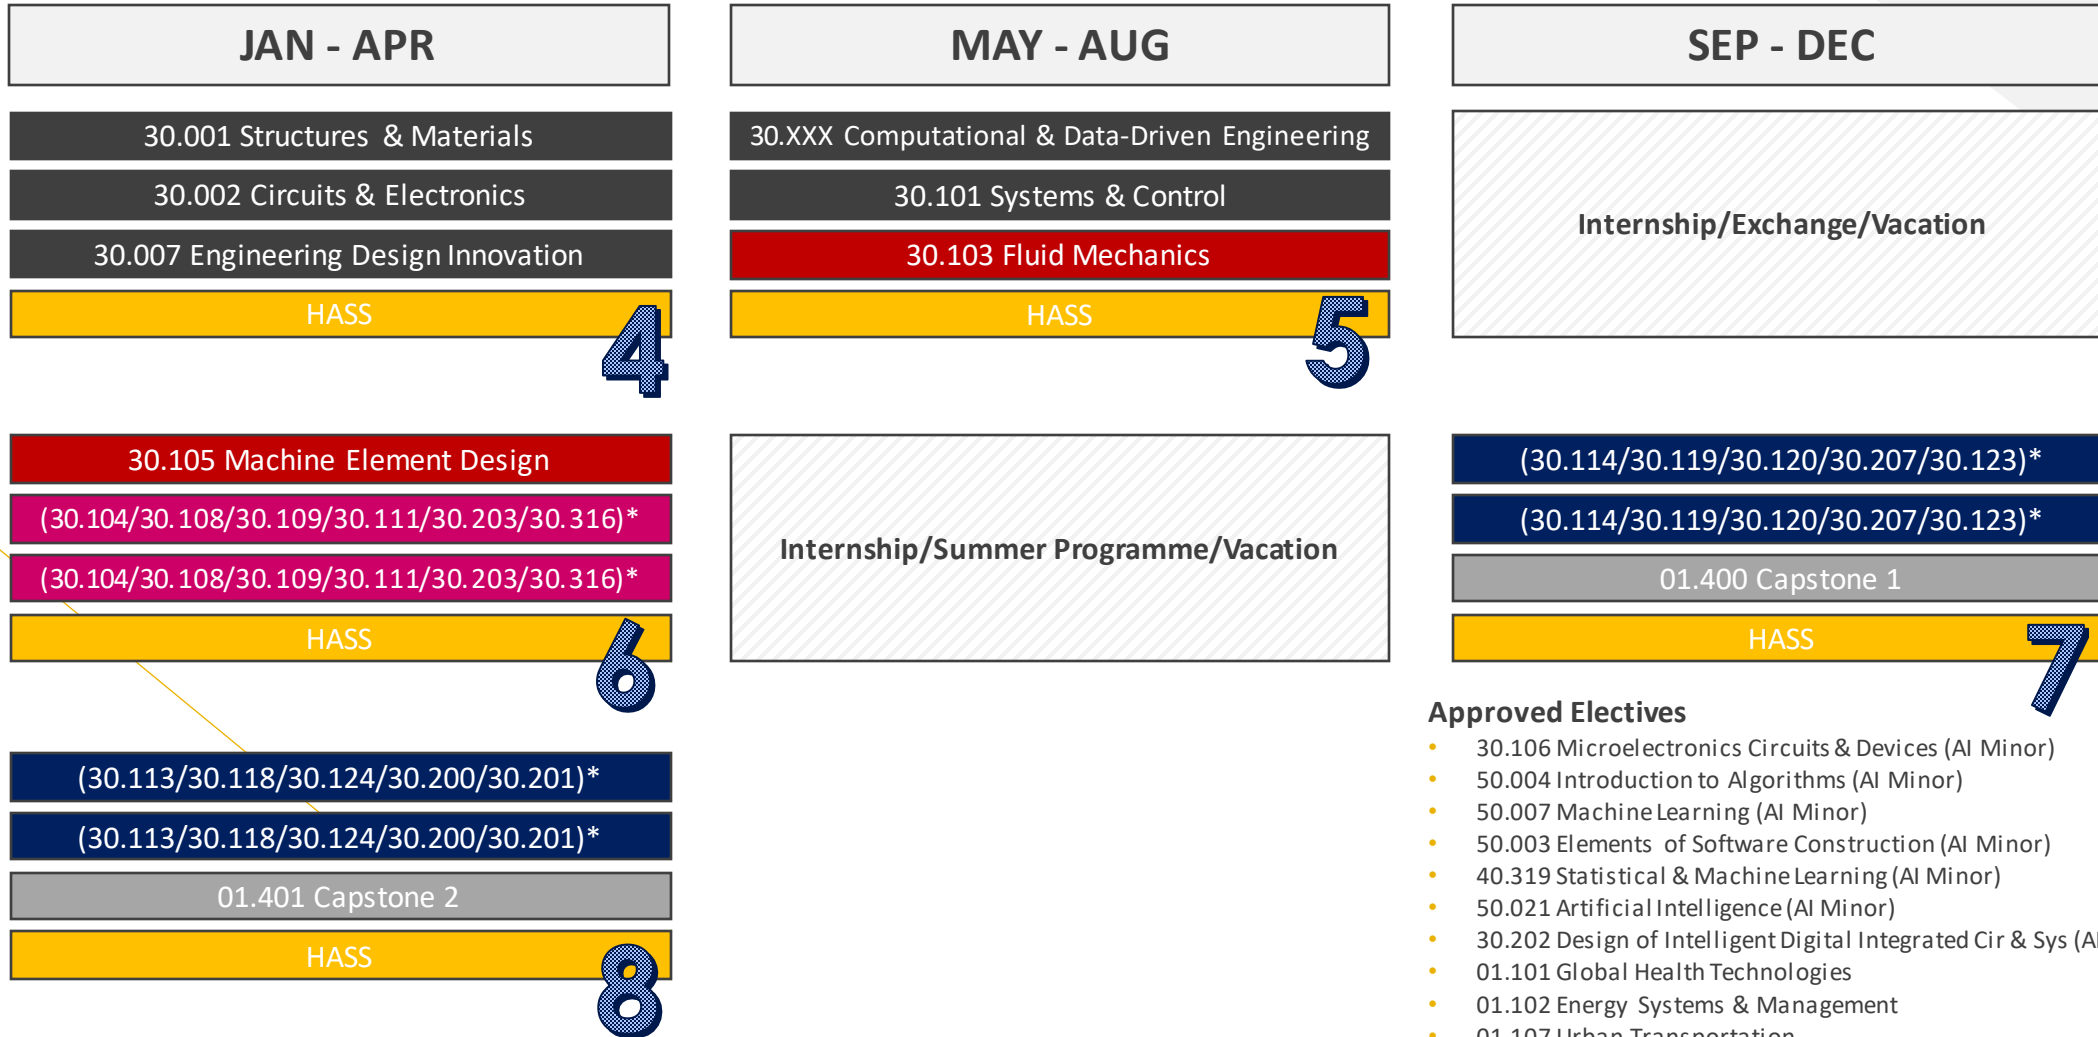 JAN - APR
MAY - AUG
SEP - DEC
30.001 Structures & Materials
30.002 Circuits & Electronics
30.007 Engineering Design Innovation
HASS
4
30.XXX Computational & Data-Driven Engineering
30.101 Systems & Control
30.103 Fluid Mechanics
HASS
5
Internship/Exchange/Vacation
30.105 Machine Element Design
(30.104/30.108/30.109/30.111/30.203/30.316)*
(30.104/30.108/30.109/30.111/30.203/30.316)*
HASS
6
Internship/Summer Programme/Vacation
(30.114/30.119/30.120/30.207/30.123)*
(30.114/30.119/30.120/30.207/30.123)*
01.400 Capstone 1
HASS
7
(30.113/30.118/30.124/30.200/30.201)*
(30.113/30.118/30.124/30.200/30.201)*
01.401 Capstone 2
HASS
8
Approved Electives
• 30.106 Microelectronics Circuits & Devices (AI Minor)
• 50.004 Introduction to Algorithms (AI Minor)
• 50.007 Machine Learning (AI Minor)
• 50.003 Elements of Software Construction (AI Minor)
• 40.319 Statistical & Machine Learning (AI Minor)
• 50.021 Artificial Intelligence (AI Minor)
• 30.202 Design of Intelligent Digital Integrated Cir & Sys (A
• 01.101 Global Health Technologies
• 01.102 Energy Systems & Management
• 01.107 Urban Transportation